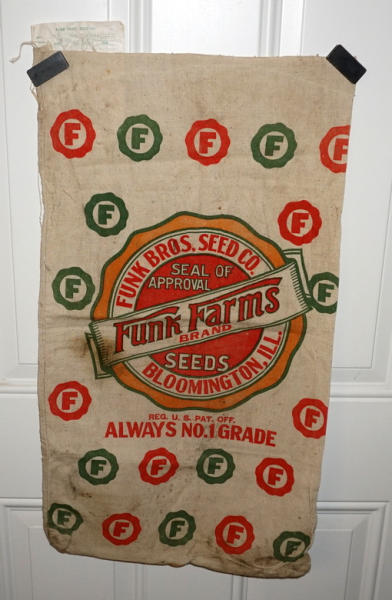 F F F F F
F F
FUNK BROS. SEED CO.
SEAL OF
APPROVAL
F F
Funk Farms
BRAND
SEEDS
BLOOMINGTON, ILL.
F F
REG. U. S. PAT. OFF.
ALWAYS NO.1 GRADE
F F F F
F F F F F